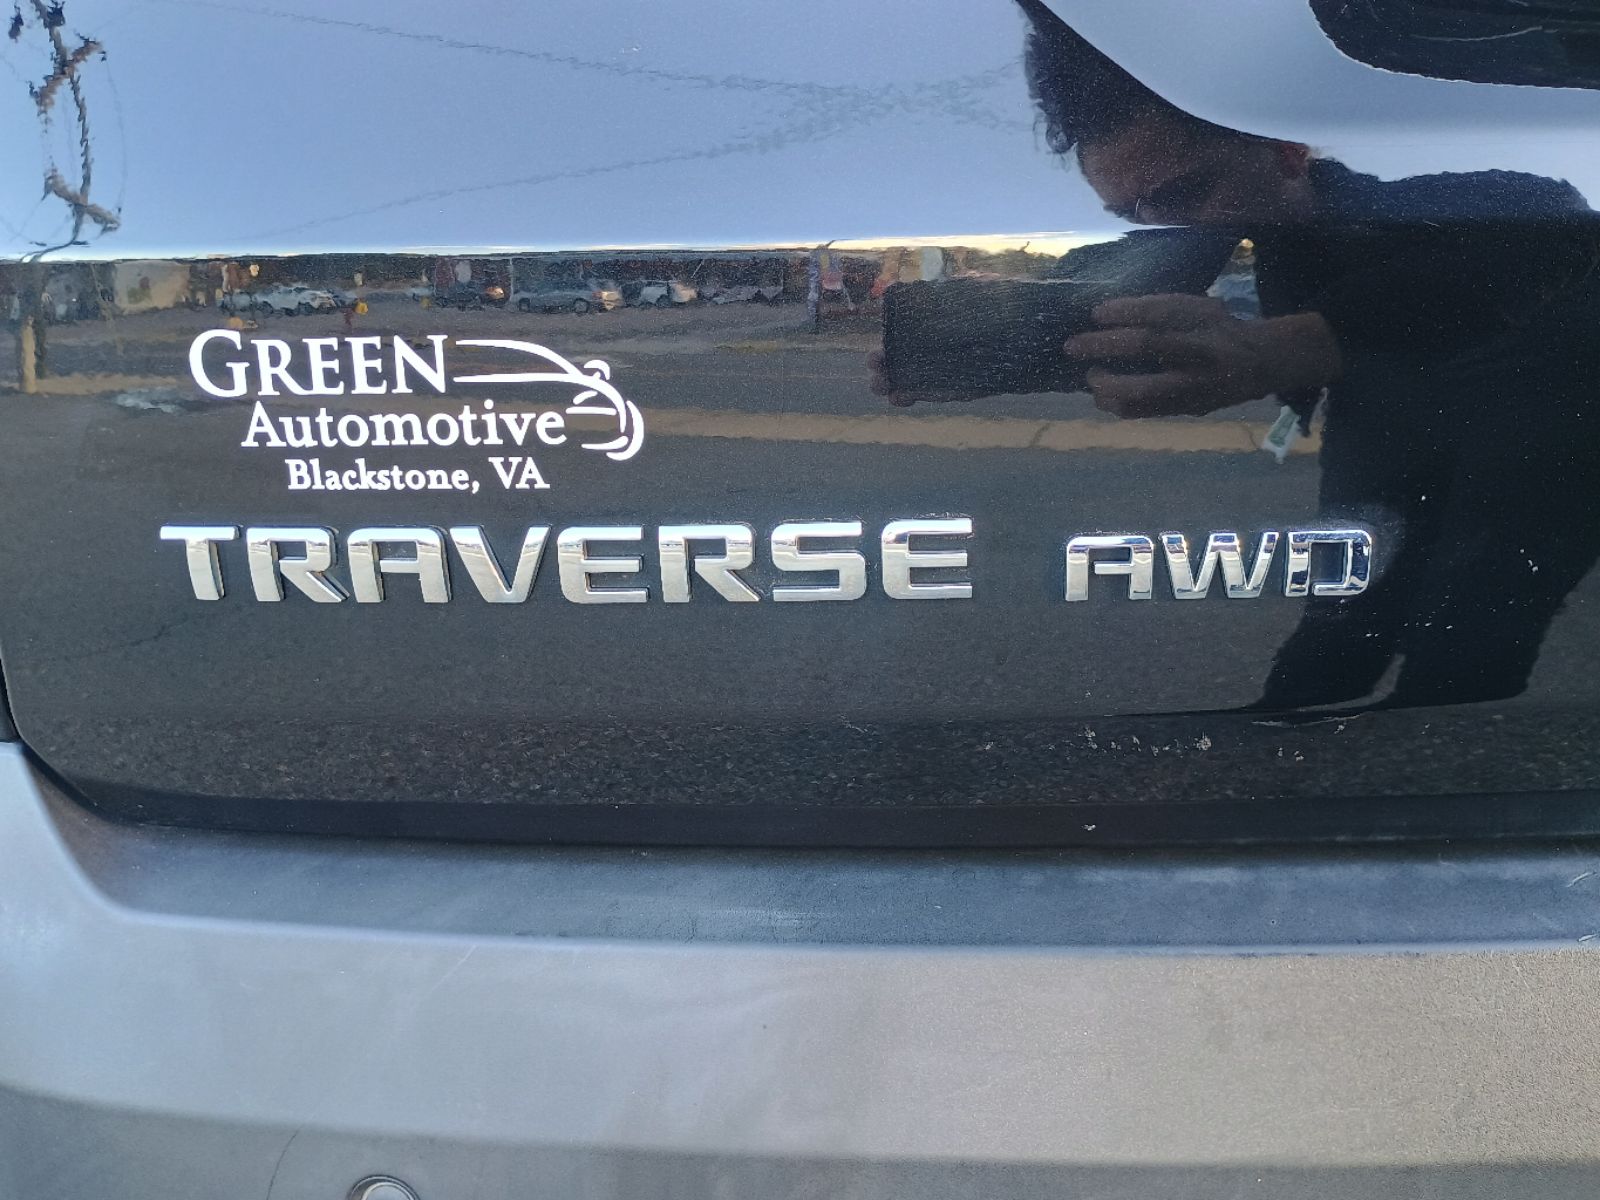 GREEN
Automotive
Blackstone, VA
TRAVERSE AWD